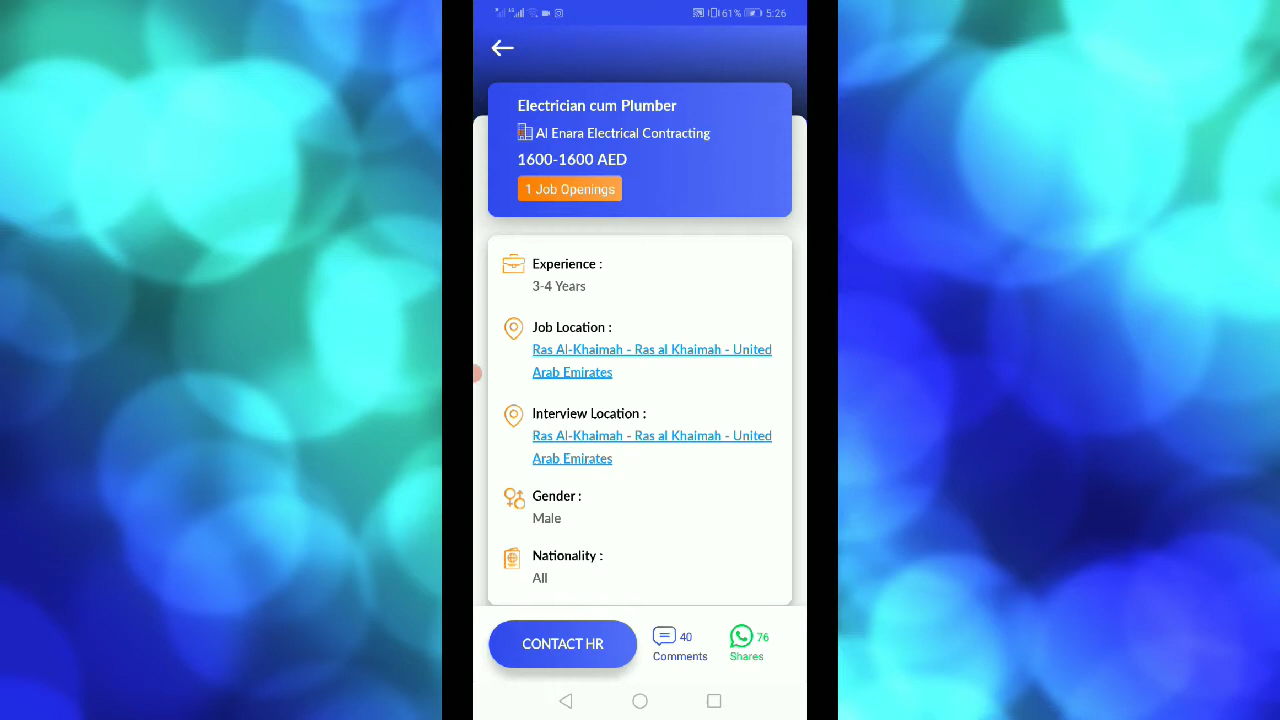 61% 5:26
Electrician cum Plumber
Al Enara Electrical Contracting
1600-1600 AED
1 Job Openings
Experience :
3-4 Years
Job Location :
Ras Al-Khaimah - Ras al Khaimah - United
Arab Emirates
Interview Location :
Ras Al-Khaimah - Ras al Khaimah - United
Arab Emirates
Gender :
Male
Nationality :
All
CONTACT HR
40
Comments
76
Shares